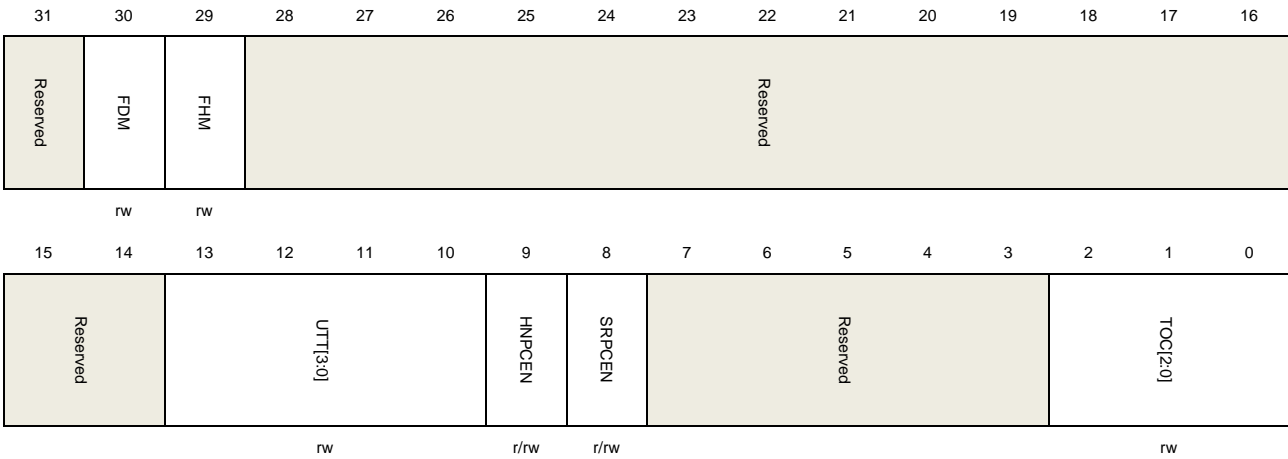 31 30 29 28 27 26 25 24 23 22 21 20 19 18 17 16
Reserved FDM FHM Reserved
rw rw
15 14 13 12 11 10 9 8 7 6 5 4 3 2 1 0
Reserved UTT[3:0] HNPCEN SRPCEN Reserved TOC[2:0]
rw r/rw r/rw rw